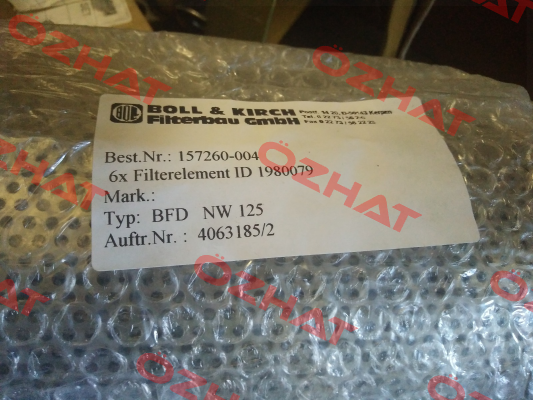 ÖZHAT
BOLL & KIRCH
Filterbau GmbH
Kerpen
Best.Nr.: 157260-004
6x Filterelement ID 1980079
Mark.:
Typ: BFD NW 125
Auftr.Nr. : 4063185/2
ÖZHAT
ÖZHAT
ÖZHAT
ÖZHAT
ÖZHAT
ÖZHAT